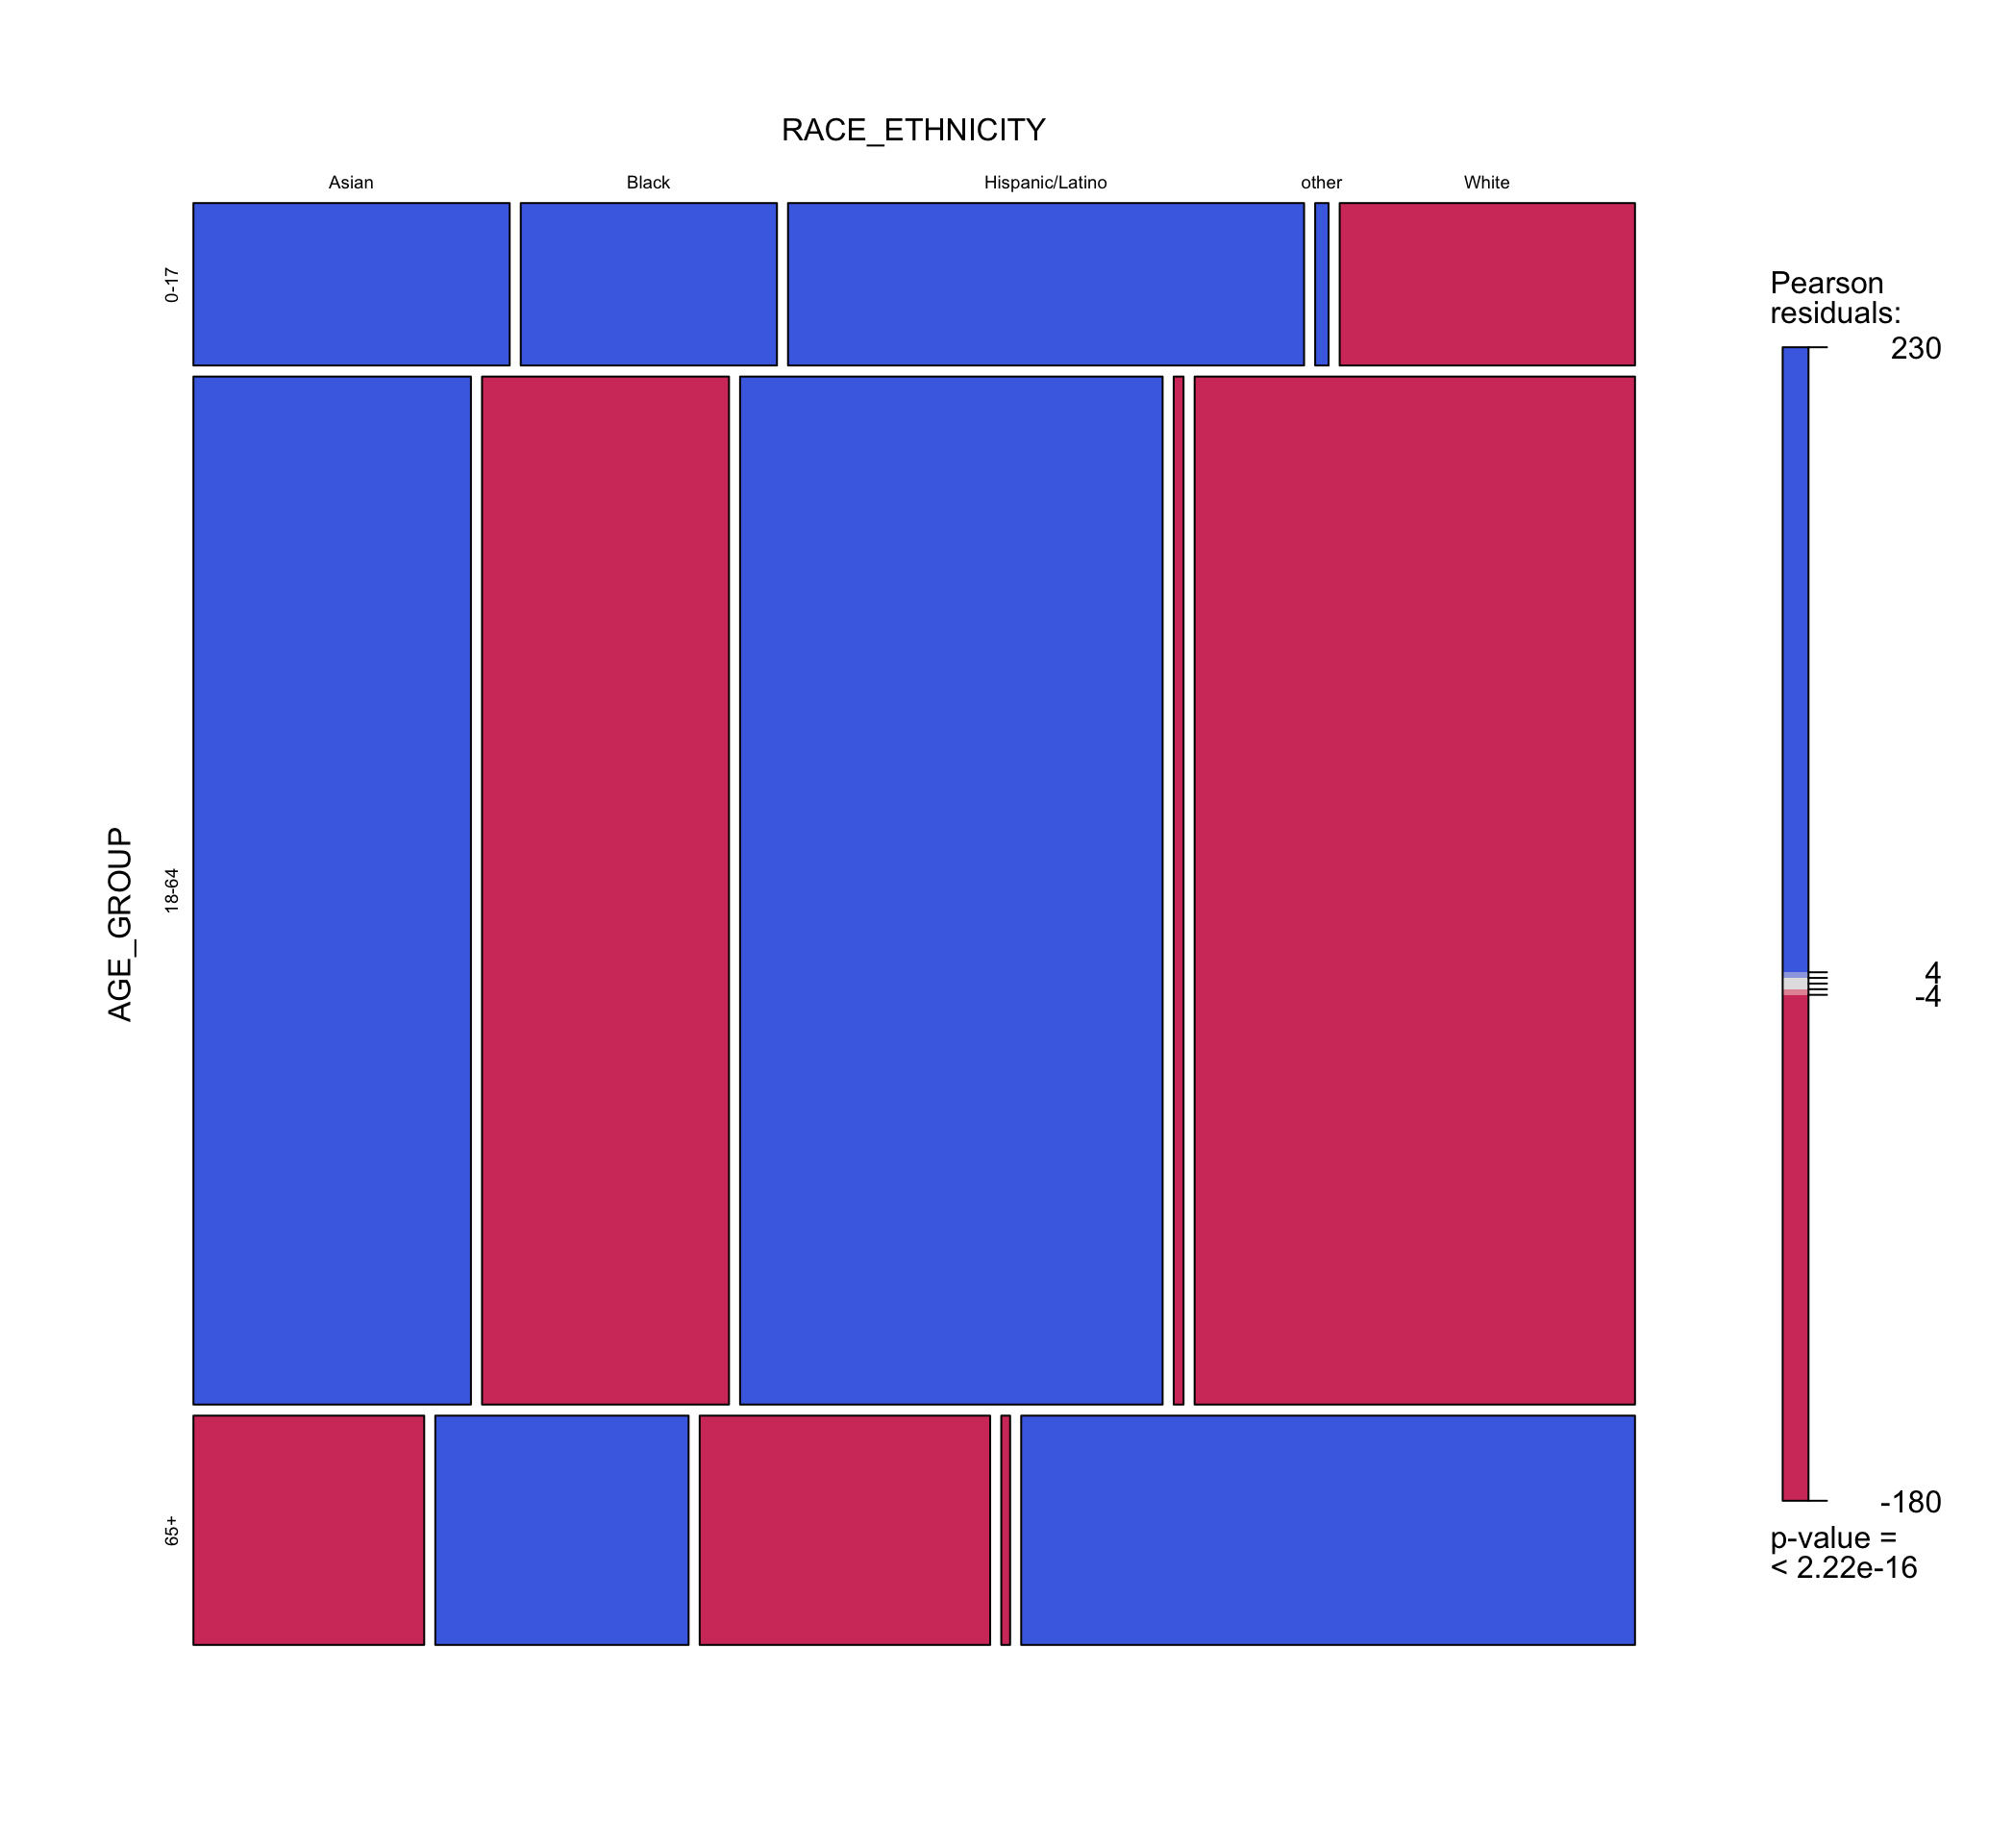 RACE_ETHNICITY
Asian Black Hispanic/Latino other White
AGE_GROUP
0-17
18-64
65+
Pearson
residuals:
230
4
-4
-180
p-value =
< 2.22e-16